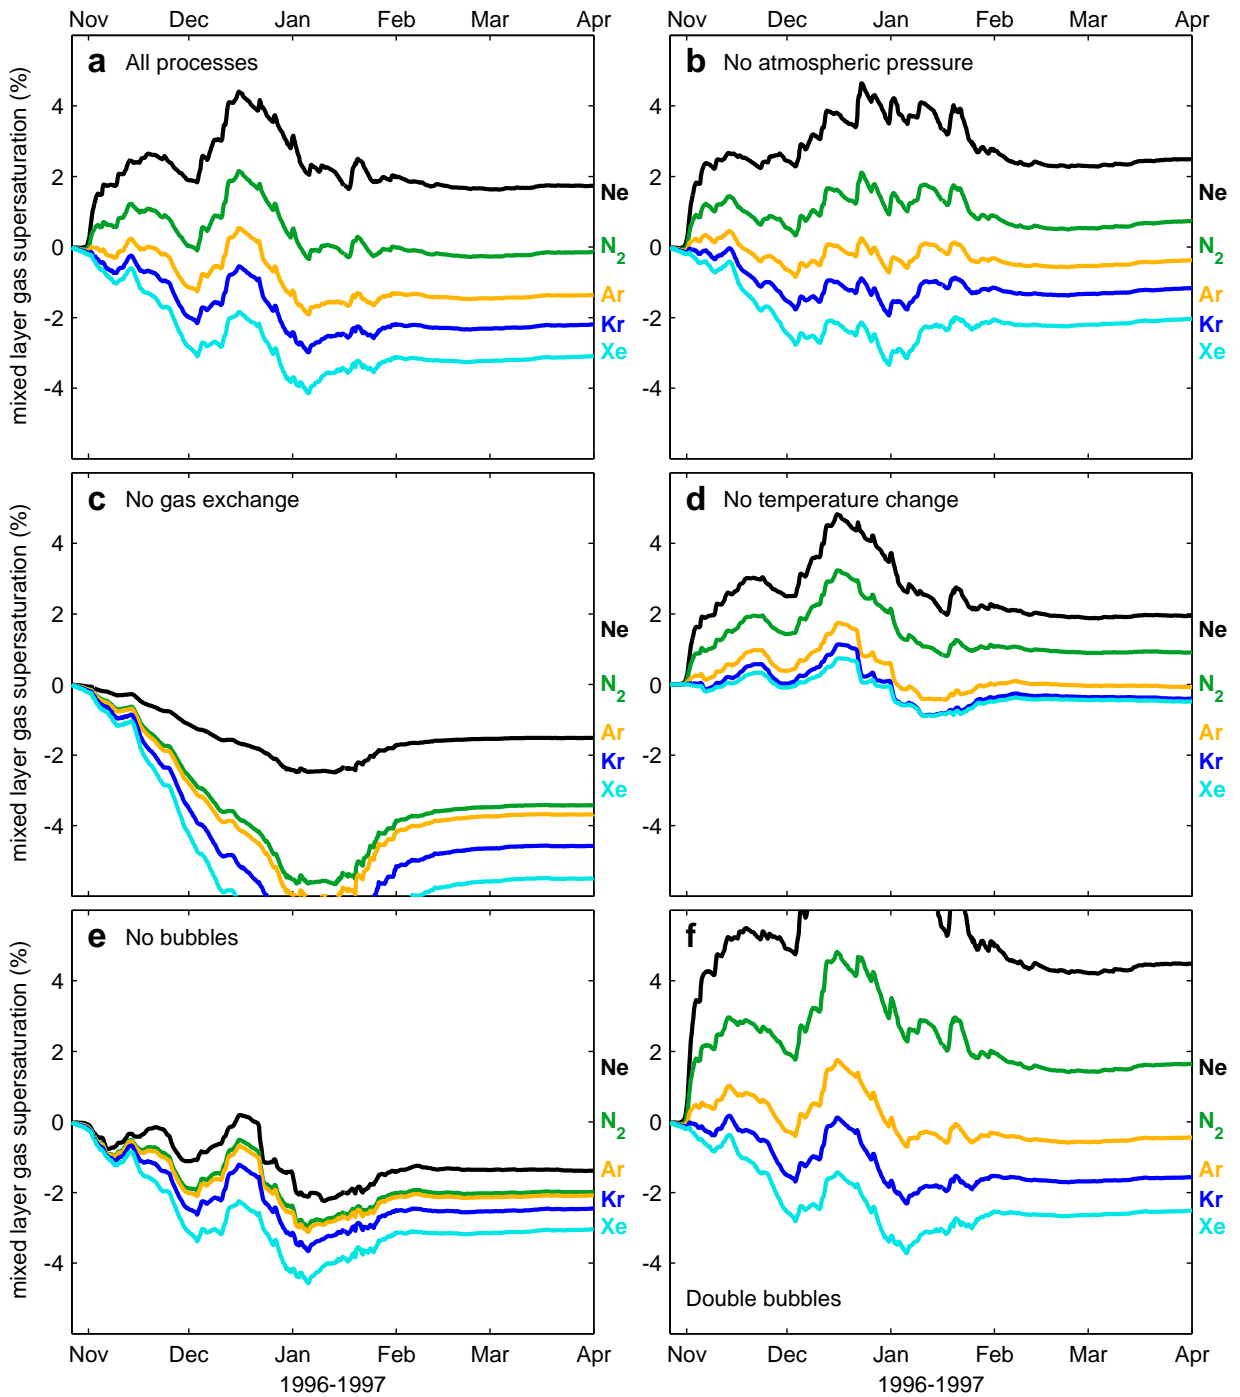 Nov Dec Jan Feb Mar Apr
Nov Dec Jan Feb Mar Apr
mixed layer gas supersaturation (%)
a All processes
4
2
0
-2
-4
Ne
N2
Ar
Kr
Xe
b No atmospheric pressure
4
2
0
-2
-4
Ne
N2
Ar
Kr
Xe
mixed layer gas supersaturation (%)
c No gas exchange
4
2
0
-2
-4
Ne
N2
Ar
Kr
Xe
d No temperature change
4
2
0
-2
-4
Ne
N2
Ar
Kr
Xe
mixed layer gas supersaturation (%)
e No bubbles
4
2
0
-2
-4
Ne
N2
Ar
Kr
Xe
f
4
2
0
-2
-4
Ne
N2
Ar
Kr
Xe
Double bubbles
Nov Dec Jan Feb Mar Apr
1996-1997
Nov Dec Jan Feb Mar Apr
1996-1997